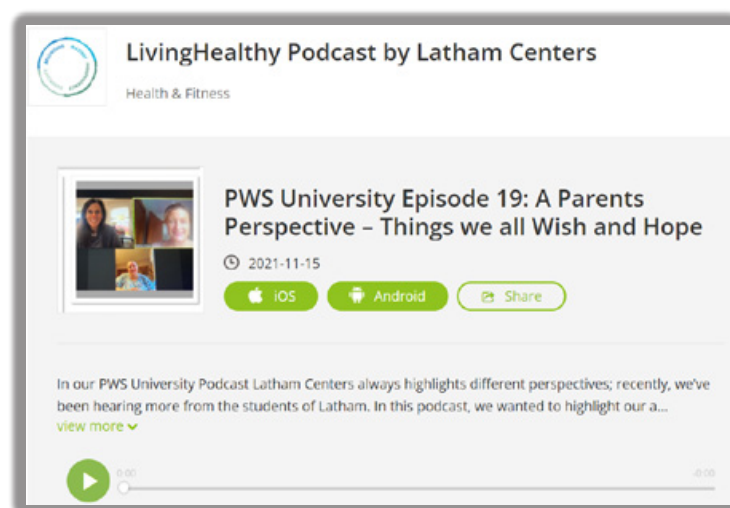 LivingHealthy Podcast by Latham Centers
Health & Fitness
PWS University Episode 19: A Parents
Perspective – Things we all Wish and Hope
2021-11-15
iOS
Android
Share
In our PWS University Podcast Latham Centers always highlights different perspectives; recently, we've
been hearing more from the students of Latham. In this podcast, we wanted to highlight our a...
view more
0:00
-0:00